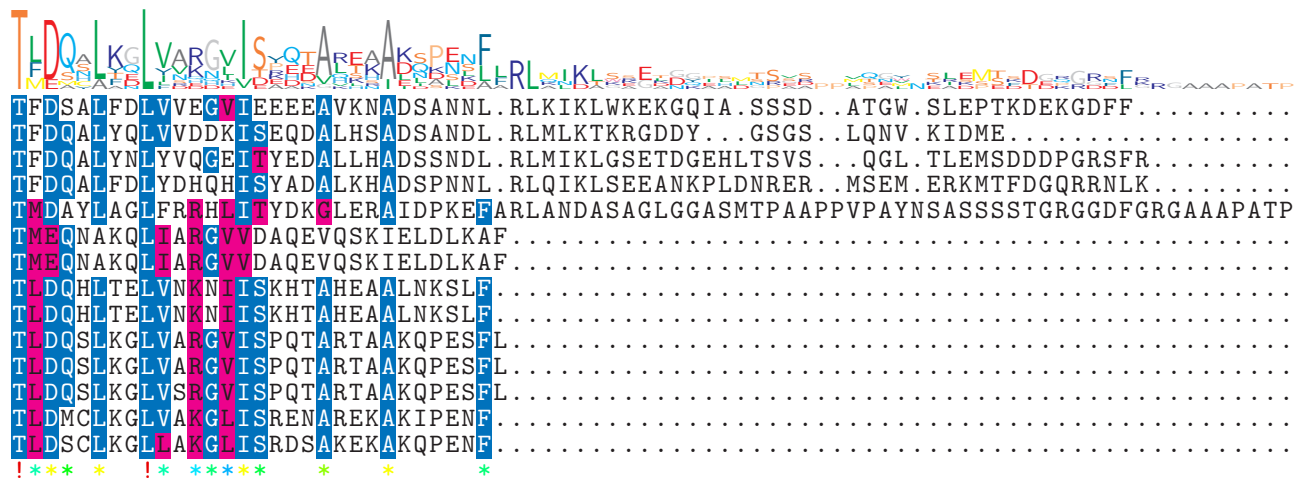 TFDSALFDLVVEGVIEEEEAVKNADSANNL.RLKIKLWKEKGQIA.SSSD..ATGW.SLEPTKDEKGDFF..........
TFDQALYQLVVDDKISEQDALHSADSANDL.RLMLKTKRGDDY...GSGS..LQNV.KIDME..................
TFDQALYNLYVQGEITYEDALLHADSSNDL.RLMIKLGSETDGEHLTSVS...QGL.TLEMSDDDPGRSFR.........
TFDQALFDLYDHQHISYADALKHADSPNNL.RLQIKLSEEANKPLDNRER..MSEM.ERKMTFDGQRRNLK.........
TMDAYLAGLFRRHLITYDKGLERAIDPKEFARLANDASAGLGGASMTPAAPPVPAYNSASSSSTGRGGDFGRGAAAPATP
TMEQNAKQLIARGVVDAQEVQSKIELDLKAF.................................................
TMEQNAKQLIARGVVDAQEVQSKIELDLKAF.................................................
TLDQHLTELVNKNIISKHTAHEAALNKSLF..................................................
TLDQHLTELVNKNIISKHTAHEAALNKSLF..................................................
TLDQSLKGLVARGVISPQTARTAAKQPESFL.................................................
TLDQSLKGLVARGVISPQTARTAAKQPESFL.................................................
TLDQSLKGLVSRGVISPQTARTAAKQPESFL.................................................
TLDMCLKGLVAKGLISRENAREKAKIPENF..................................................
TLDSCLKGLLAKGLISRDSAKEKAKQPENF..................................................
!*** *  !* *****   *   *     *